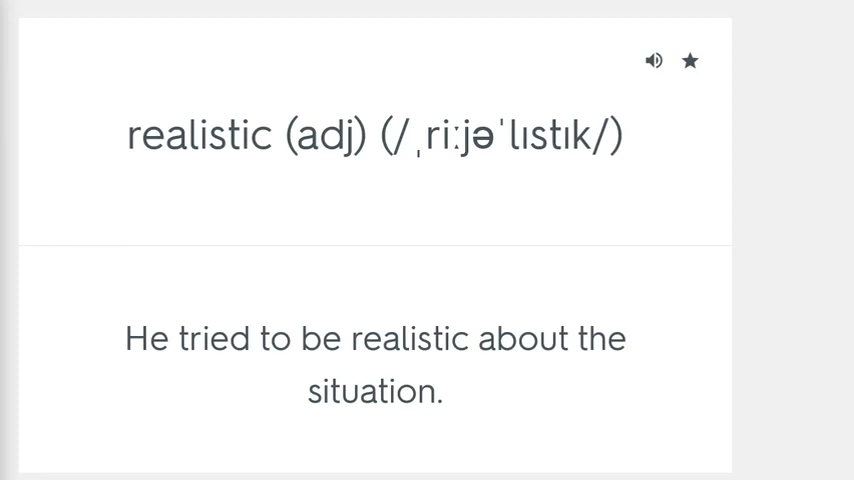 realistic (adj) (/ˌriːjəˈlɪstɪk/)
He tried to be realistic about the
situation.